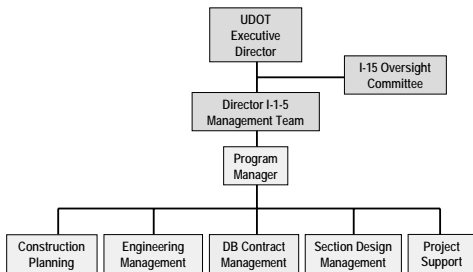 UDOT
Executive
Director
I-15 Oversight
Committee
Director I-1-5
Management Team
Program
Manager
Construction
Planning
Engineering
Management
DB Contract
Management
Section Design
Management
Project
Support